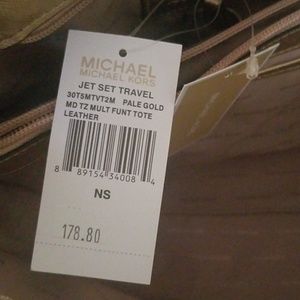 MICHAEL
MICHAEL KORS
JET SET TRAVEL
30T5MTVT2M PALE GOLD
MD TZ MULT FUNT TOTE
LEATHER
8 89154 34008 4
NS
178.80